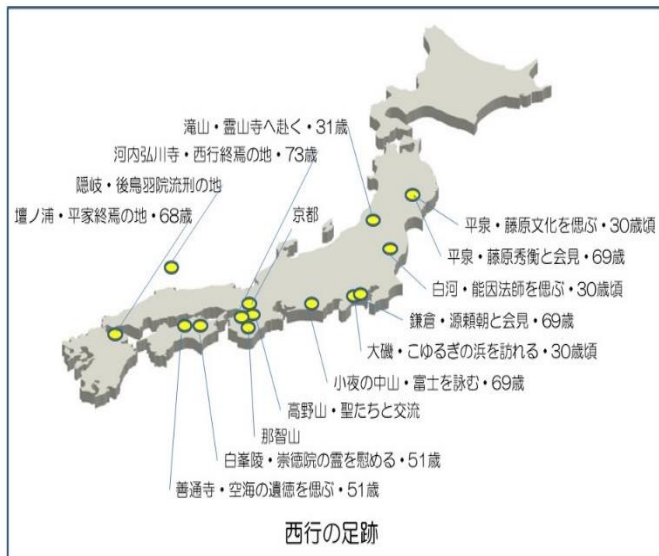 滝山・霊山寺へ赴く・31歳
河内弘川寺・西行終焉の地・73歳
隠岐・後鳥羽院流刑の地
壇ノ浦・平家終焉の地・68歳
京都
平泉・藤原文化を偲ぶ・30歳頃
平泉・藤原秀衡と会見・69歳
白河・能因法師を偲ぶ・30歳頃
鎌倉・源頼朝と会見・69歳
大磯・こゆるぎの浜を訪れる・30歳頃
小夜の中山・富士を詠む・69歳
高野山・聖たちと交流
那智山
白峯陵・崇徳院の霊を慰める・51歳
善通寺・空海の遺徳を偲ぶ・51歳
西行の足跡